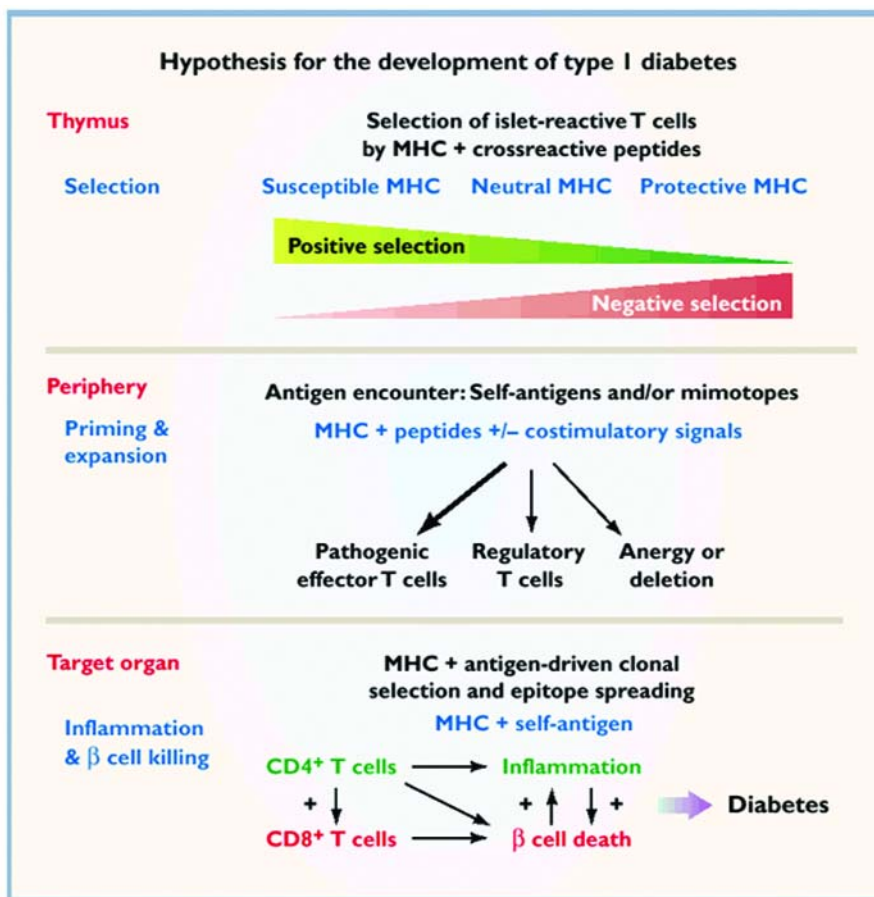 Hypothesis for the development of type 1 diabetes
Thymus
Selection of islet-reactive T cells
by MHC + crossreactive peptides
Selection
Susceptible MHC
Neutral MHC
Protective MHC
Positive selection
Negative selection
Periphery
Antigen encounter: Self-antigens and/or mimotopes
Priming &
expansion
MHC + peptides +/– costimulatory signals
Pathogenic
effector T cells
Regulatory
T cells
Anergy or
deletion
Target organ
MHC + antigen-driven clonal
selection and epitope spreading
Inflammation
& β cell killing
MHC + self-antigen
CD4+ T cells
Inflammation
+
+
+
Diabetes
CD8+ T cells
β cell death